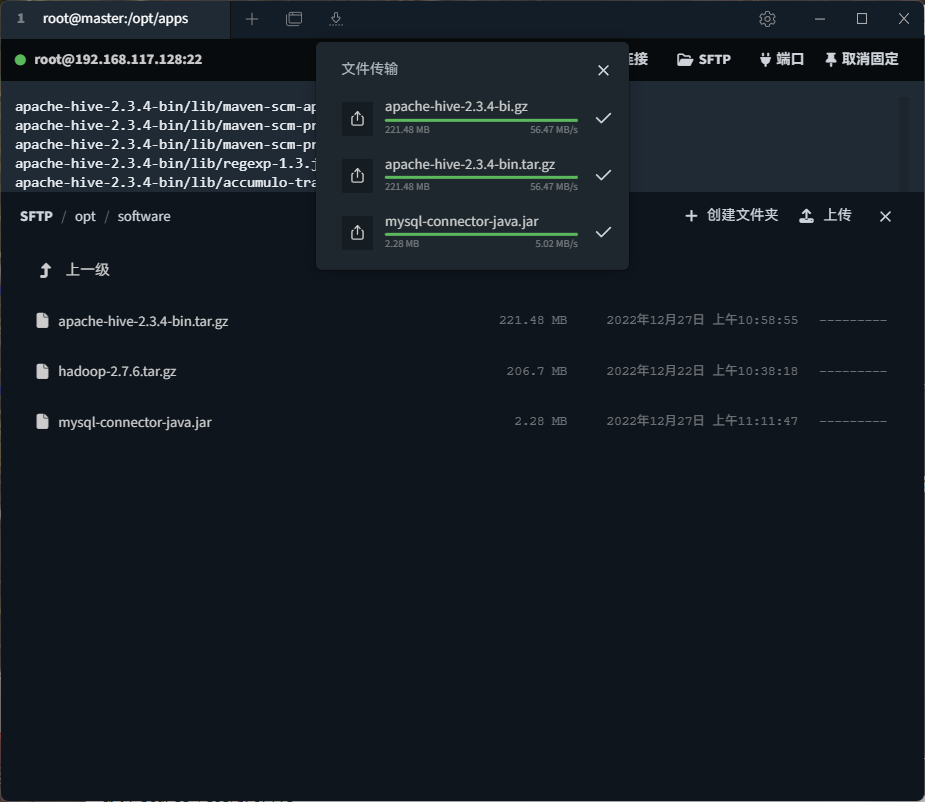 1 root@master:/opt/apps
root@192.168.117.128:22
连接 SFTP 端口 取消固定
apache-hive-2.3.4-bin/lib/maven-scm-ap
apache-hive-2.3.4-bin/lib/maven-scm-pr
apache-hive-2.3.4-bin/lib/maven-scm-pr
apache-hive-2.3.4-bin/lib/regexp-1.3.j
apache-hive-2.3.4-bin/lib/accumulo-tra
文件传输
apache-hive-2.3.4-bi.gz
221.48 MB 56.47 MB/s
apache-hive-2.3.4-bin.tar.gz
221.48 MB 56.47 MB/s
mysql-connector-java.jar
2.28 MB 5.02 MB/s
SFTP / opt / software
创建文件夹 上传
上一级
apache-hive-2.3.4-bin.tar.gz 221.48 MB 2022年12月27日 上午10:58:55 ---------
hadoop-2.7.6.tar.gz 206.7 MB 2022年12月22日 上午10:38:18 ---------
mysql-connector-java.jar 2.28 MB 2022年12月27日 上午11:11:47 ---------